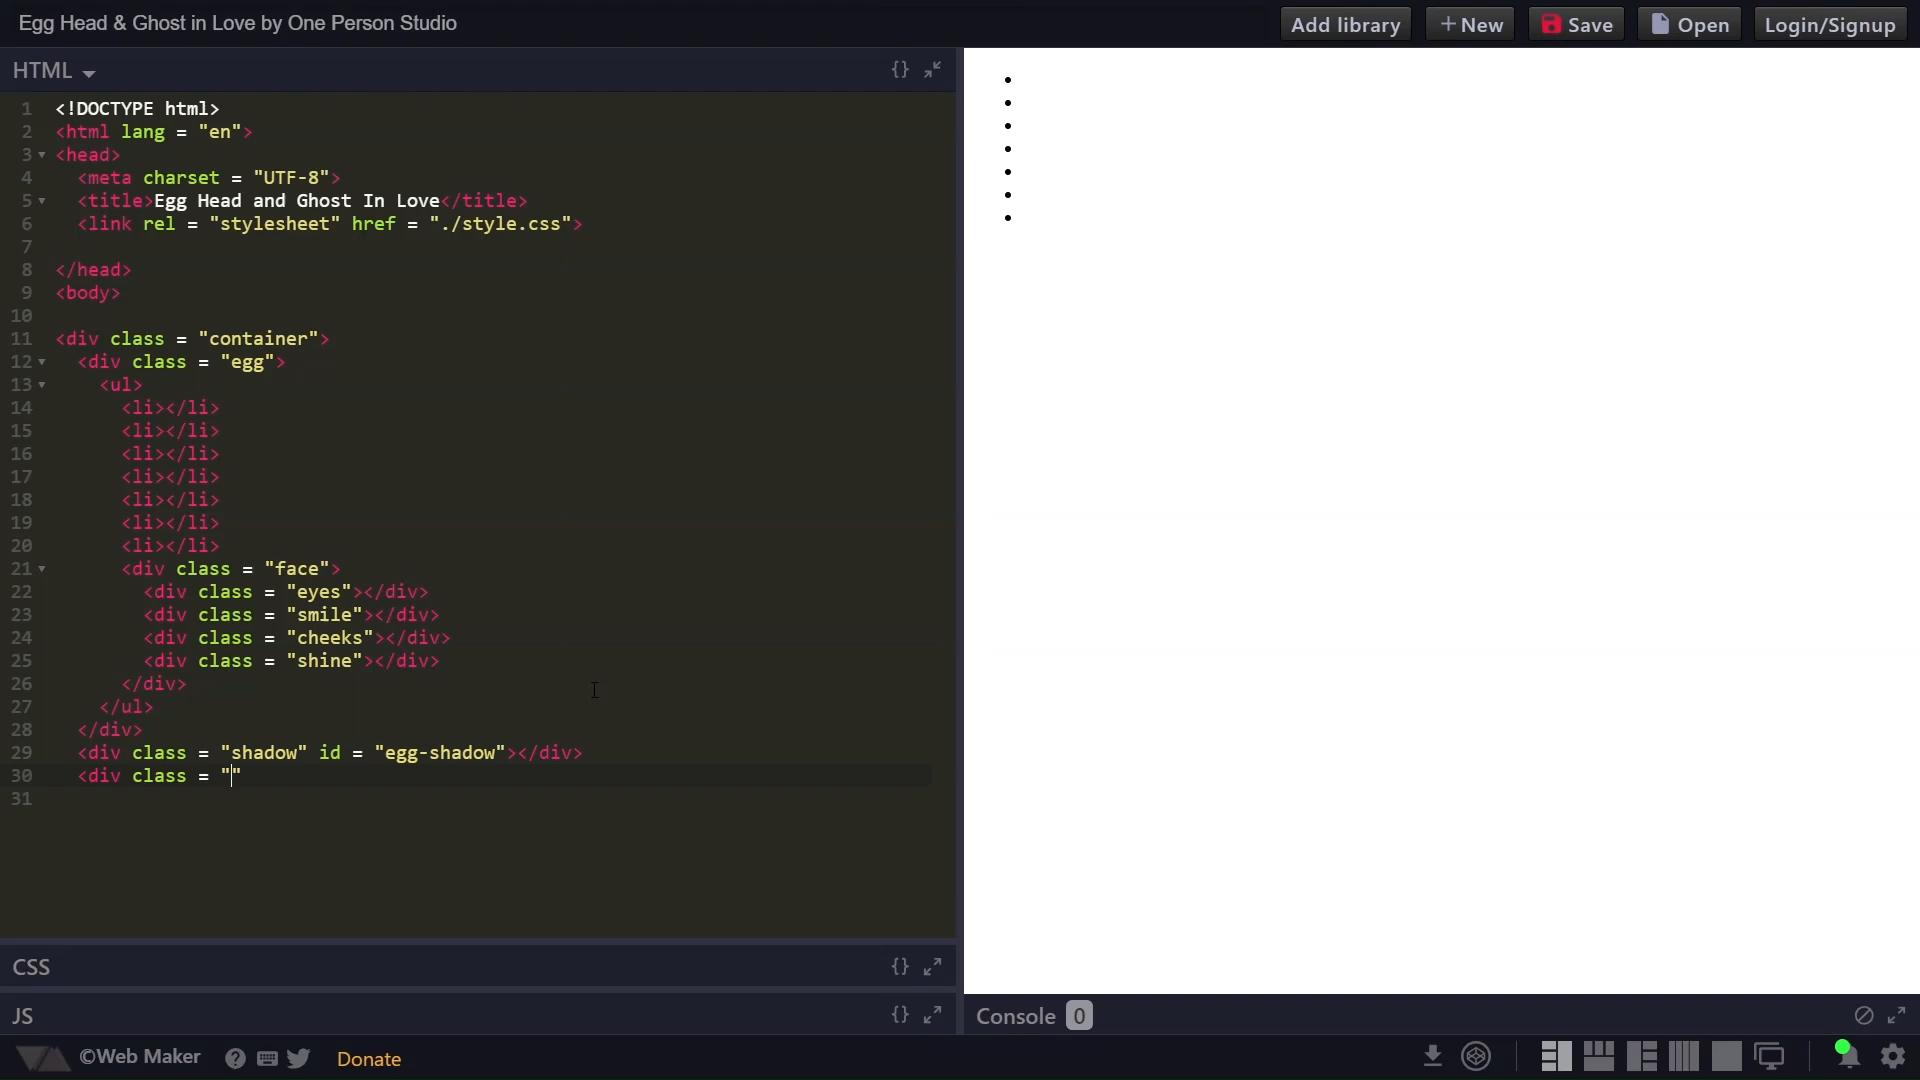 Egg Head & Ghost in Love by One Person Studio
Add library
+ New
Save
Open
Login/Signup
HTML
{}
1 <!DOCTYPE html>
2 <html lang = "en">
3 <head>
4 <meta charset = "UTF-8">
5 <title>Egg Head and Ghost In Love</title>
6 <link rel = "stylesheet" href = "./style.css">
7
8 </head>
9 <body>
10
11 <div class = "container">
12 <div class = "egg">
13 <ul>
14 <li></li>
15 <li></li>
16 <li></li>
17 <li></li>
18 <li></li>
19 <li></li>
20 <li></li>
21 <div class = "face">
22 <div class = "eyes"></div>
23 <div class = "smile"></div>
24 <div class = "cheeks"></div>
25 <div class = "shine"></div>
26 </div>
27 </ul>
28 </div>
29 <div class = "shadow" id = "egg-shadow"></div>
30 <div class = ""
31
CSS
{}
JS
{}
Console 0
©Web Maker
?
Donate